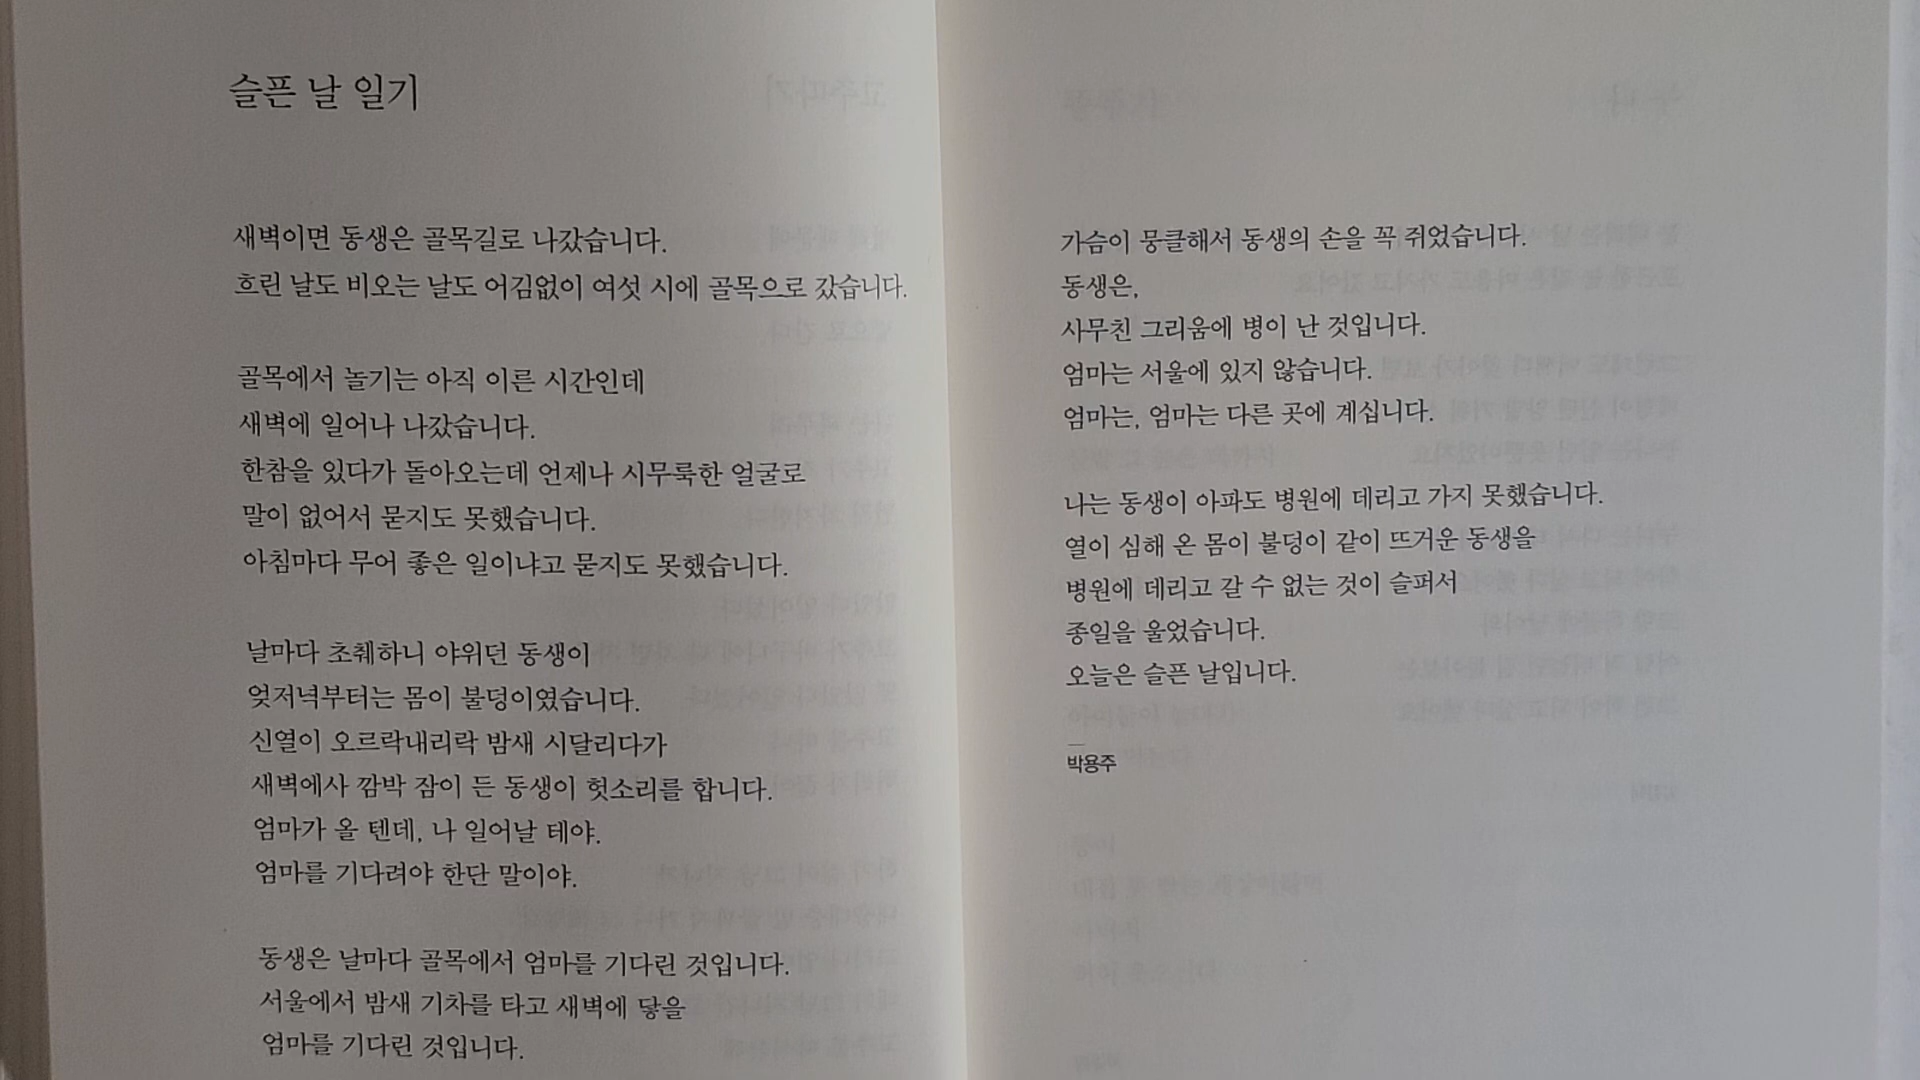 슬픈 날 일기
새벽이면 동생은 골목길로 나갔습니다.
흐린 날도 비오는 날도 어김없이 여섯 시에 골목으로 갔습니다.
골목에서 놀기는 아직 이른 시간인데
새벽에 일어나 나갔습니다.
한참을 있다가 돌아오는데 언제나 시무룩한 얼굴로
말이 없어서 묻지도 못했습니다.
아침마다 무어 좋은 일이냐고 묻지도 못했습니다.
날마다 초췌하니 야위던 동생이
엊저녁부터는 몸이 불덩이였습니다.
신열이 오르락내리락 밤새 시달리다가
새벽에사 깜박 잠이 든 동생이 헛소리를 합니다.
엄마가 올 텐데, 나 일어날 테야.
엄마를 기다려야 한단 말이야.
동생은 날마다 골목에서 엄마를 기다린 것입니다.
서울에서 밤새 기차를 타고 새벽에 닿을
엄마를 기다린 것입니다.
가슴이 뭉클해서 동생의 손을 꼭 쥐었습니다.
동생은,
사무친 그리움에 병이 난 것입니다.
엄마는 서울에 있지 않습니다.
엄마는, 엄마는 다른 곳에 계십니다.
나는 동생이 아파도 병원에 데리고 가지 못했습니다.
열이 심해 온 몸이 불덩이 같이 뜨거운 동생을
병원에 데리고 갈 수 없는 것이 슬퍼서
종일을 울었습니다.
오늘은 슬픈 날입니다.
박용주